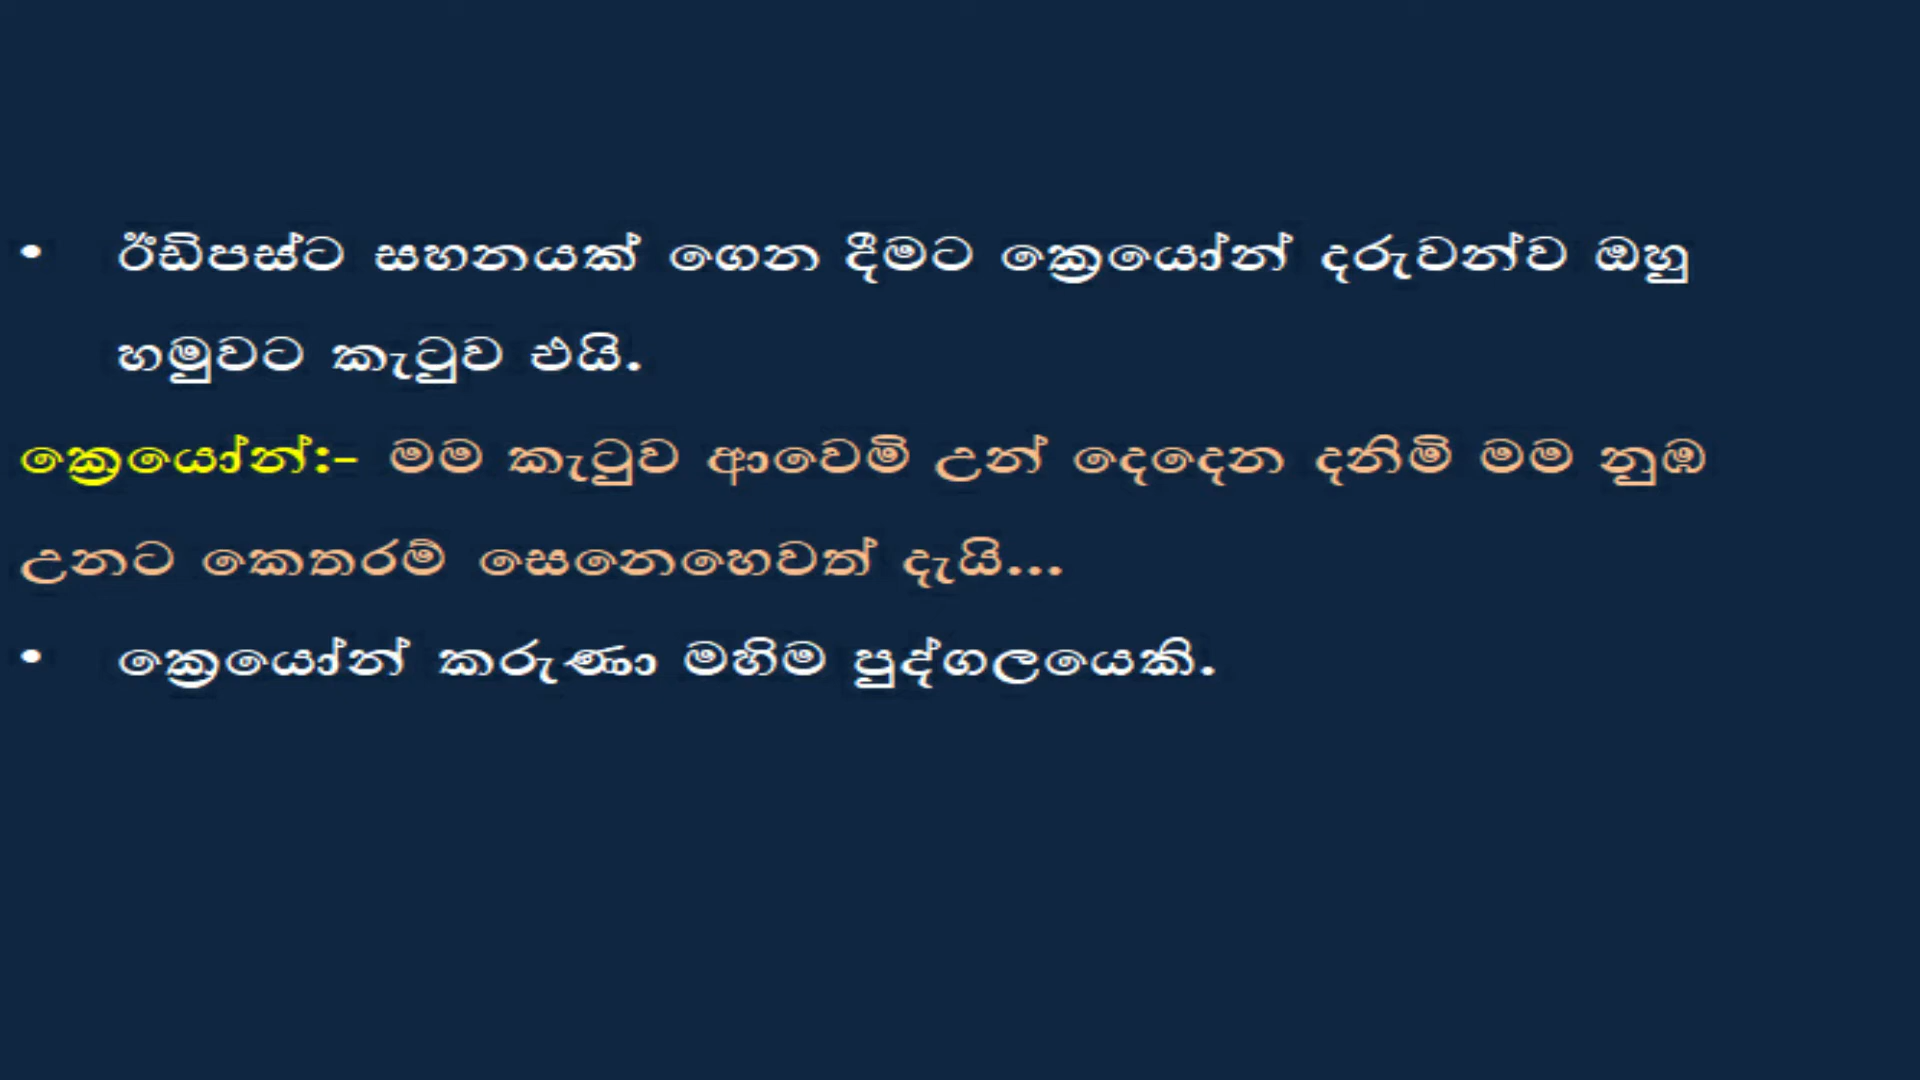 • ඊඩිපස්ට සහනයක් ගෙන දීමට ක්‍රෙයෝන් දරුවන්ව ඔහු
හමුවට කැටුව එයි.
ක්‍රෙයෝන්:- මම කැටුව ආවෙමි උන් දෙදෙන දනිමි මම නුඹ
උනට කෙතරම් සෙනෙහෙවත් දැයි...
• ක්‍රෙයෝන් කරුණා මහිම පුද්ගලයෙකි.